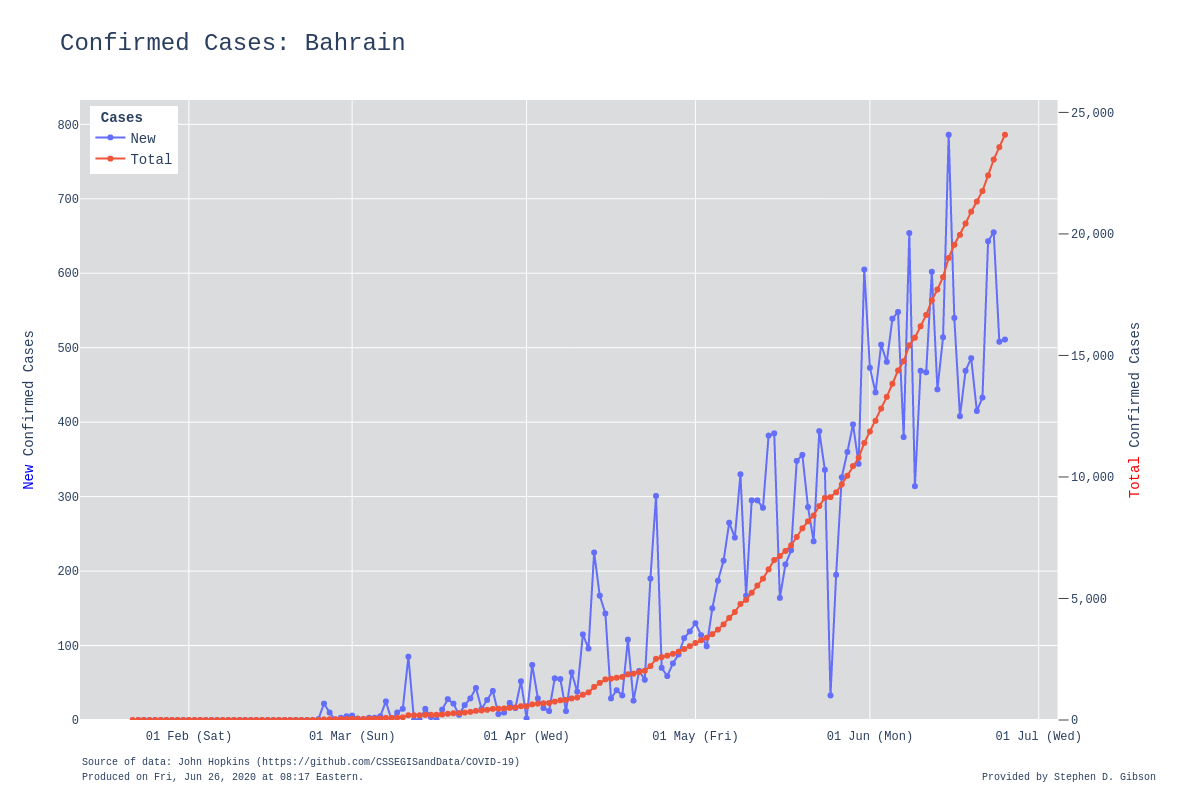 Confirmed Cases: Bahrain
Cases
New
Total
800
700
600
500
400
300
200
100
0
25,000
20,000
15,000
10,000
5,000
0
New Confirmed Cases
Total Confirmed Cases
01 Feb (Sat)
01 Mar (Sun)
01 Apr (Wed)
01 May (Fri)
01 Jun (Mon)
01 Jul (Wed)
Source of data: John Hopkins (https://github.com/CSSEGISandData/COVID-19)
Produced on Fri, Jun 26, 2020 at 08:17 Eastern.
Provided by Stephen D. Gibson